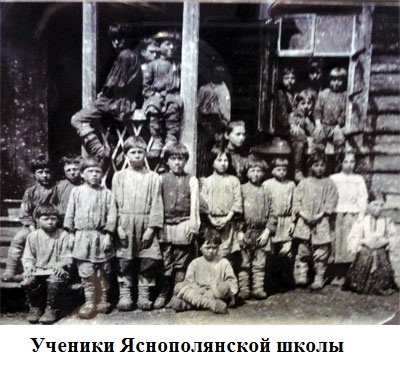 Ученики Яснополянской школы